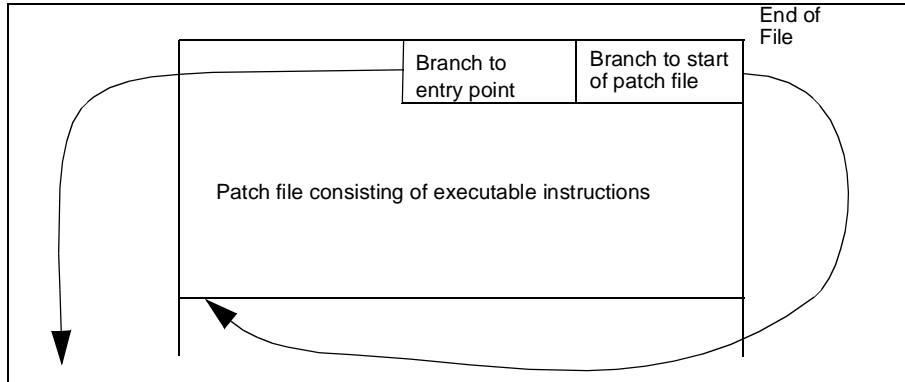 End of
File
Branch to
entry point
Branch to start
of patch file
Patch file consisting of executable instructions